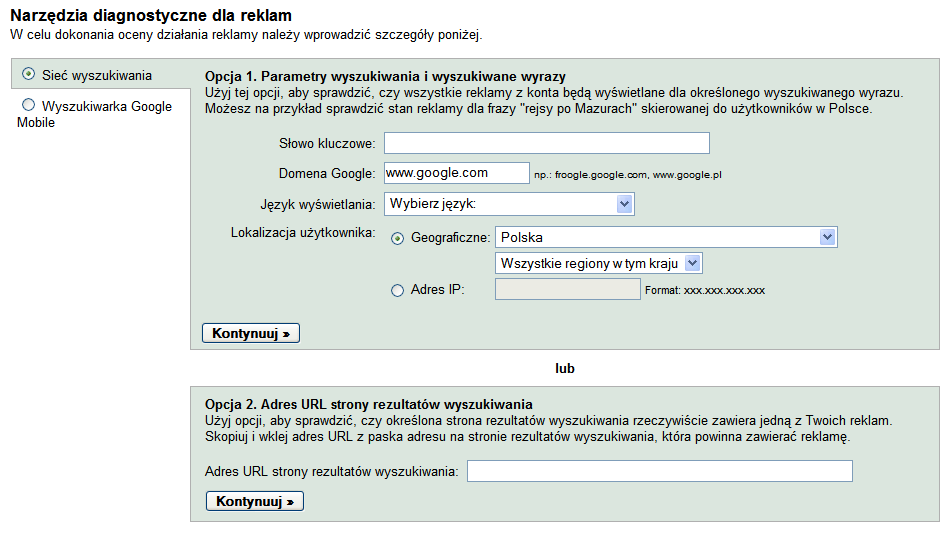 Narzędzia diagnostyczne dla reklam
W celu dokonania oceny działania reklamy należy wprowadzić szczegóły poniżej.
Sieć wyszukiwania
Wyszukiwarka Google
Mobile
Opcja 1. Parametry wyszukiwania i wyszukiwane wyrazy
Użyj tej opcji, aby sprawdzić, czy wszystkie reklamy z konta będą wyświetlane dla określonego wyszukiwanego wyrazu.
Możesz na przykład sprawdzić stan reklamy dla frazy "rejsy po Mazurach" skierowanej do użytkowników w Polsce.
Słowo kluczowe:
Domena Google: www.google.com np.: froogle.google.com, www.google.pl
Język wyświetlania: Wybierz język:
Lokalizacja użytkownika: Geograficzne: Polska
Wszystkie regiony w tym kraju
Adres IP: Format: xxx.xxx.xxx.xxx
Kontynuuj »
lub
Opcja 2. Adres URL strony rezultatów wyszukiwania
Użyj opcji, aby sprawdzić, czy określona strona rezultatów wyszukiwania rzeczywiście zawiera jedną z Twoich reklam.
Skopiuj i wklej adres URL z paska adresu na stronie rezultatów wyszukiwania, która powinna zawierać reklamę.
Adres URL strony rezultatów wyszukiwania:
Kontynuuj »